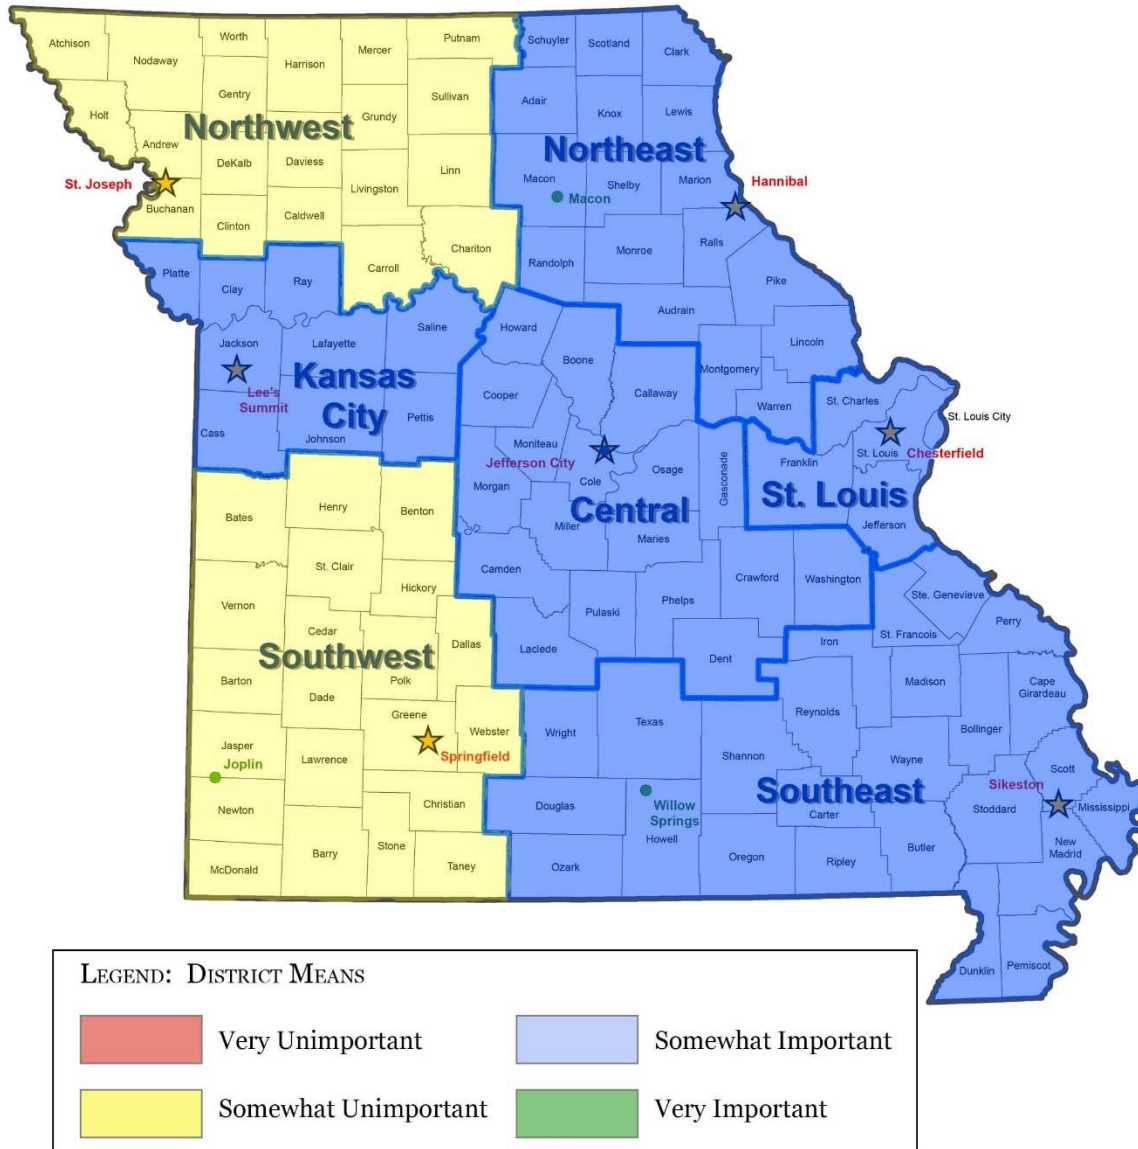 Worth
Putnam
Schuyler
Scotland
Clark
Atchison
Nodaway
Harrison
Mercer
Gentry
Sullivan
Adair
Knox
Lewis
Holt
Grundy
Northwest
Andrew
Northeast
DeKalb
Daviess
Linn
St. Joseph
Macon
Shelby
Marion
Hannibal
Livingston
Macon
Buchanan
Clinton
Caldwell
Chariton
Monroe
Ralls
Carroll
Randolph
Platte
Clay
Ray
Pike
Audrain
Saline
Howard
Jackson
Lafayette
Boone
Lincoln
Kansas
City
Montgomery
Lee's
Summit
Cooper
Callaway
Warren
St. Charles
St. Louis City
Cass
Johnson
Pettis
Moniteau
Jefferson City
Cole
Osage
Gasconade
Franklin
St. Louis
Chesterfield
Morgan
St. Louis
Central
Bates
Henry
Benton
Miller
Maries
Jefferson
St. Clair
Camden
Crawford
Washington
Hickory
Phelps
Pulaski
Ste. Genevieve
Vernon
Cedar
Dallas
Laclede
Dent
Iron
St. Francois
Perry
Southwest
Barton
Polk
Madison
Cape
Girardeau
Dade
Greene
Webster
Wright
Texas
Reynolds
Bollinger
Jasper
Joplin
Lawrence
Springfield
Shannon
Wayne
Scott
Southeast
Sikeston
Newton
Christian
Douglas
Willow
Springs
Carter
Stoddard
Mississippi
McDonald
Barry
Stone
Taney
Ozark
Howell
Oregon
Ripley
Butler
New
Madrid
Dunklin
Pemiscot
LEGEND: DISTRICT MEANS
Very Unimportant
Somewhat Important
Somewhat Unimportant
Very Important